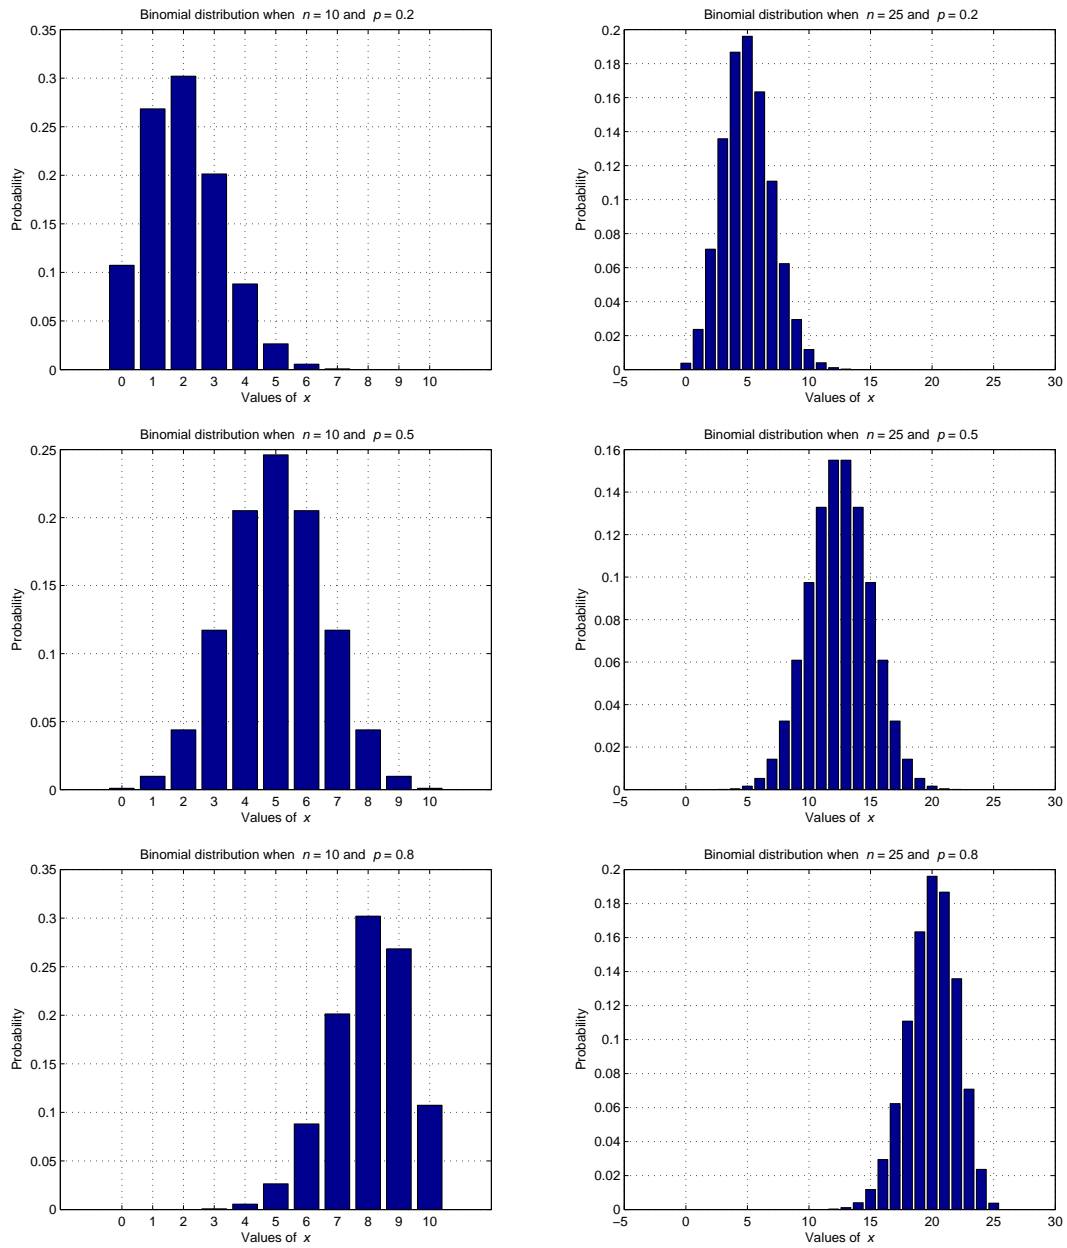 Binomial distribution when n = 10 and p = 0.2
0.35
0.3
0.25
0.2
0.15
0.1
0.05
0
Probability
0 1 2 3 4 5 6 7 8 9 10
Values of x
Binomial distribution when n = 25 and p = 0.2
0.2
0.18
0.16
0.14
0.12
0.1
0.08
0.06
0.04
0.02
0
Probability
−5 0 5 10 15 20 25 30
Values of x
Binomial distribution when n = 10 and p = 0.5
0.25
0.2
0.15
0.1
0.05
0
Probability
0 1 2 3 4 5 6 7 8 9 10
Values of x
Binomial distribution when n = 25 and p = 0.5
0.16
0.14
0.12
0.1
0.08
0.06
0.04
0.02
0
Probability
−5 0 5 10 15 20 25 30
Values of x
Binomial distribution when n = 10 and p = 0.8
0.35
0.3
0.25
0.2
0.15
0.1
0.05
0
Probability
0 1 2 3 4 5 6 7 8 9 10
Values of x
Binomial distribution when n = 25 and p = 0.8
0.2
0.18
0.16
0.14
0.12
0.1
0.08
0.06
0.04
0.02
0
Probability
−5 0 5 10 15 20 25 30
Values of x